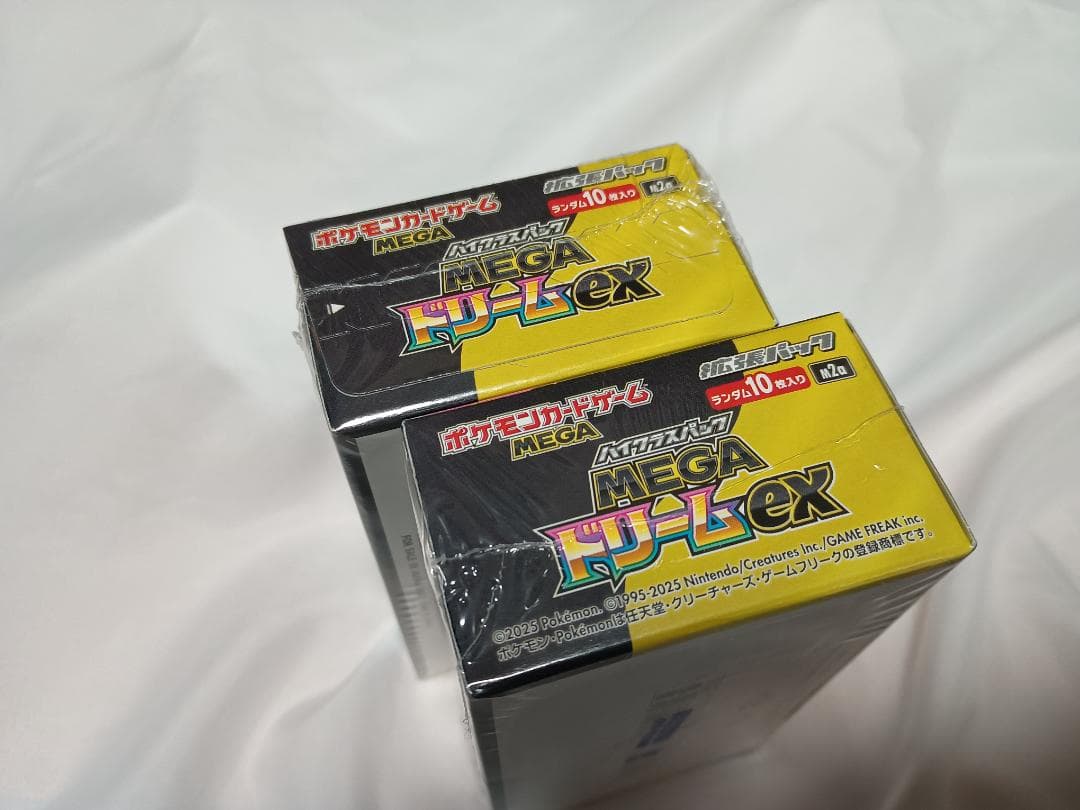 ポケモンカードゲーム
MEGA
拡張パック
ランダム10枚入り
M2a
ハイクラスパック
MEGA
ドリームex
ポケモンカードゲーム
MEGA
拡張パック
ランダム10枚入り
M2a
ハイクラスパック
MEGA
ドリームex
©2025 Pokémon. ©1995-2025 Nintendo/Creatures Inc./GAME FREAK inc.
ポケモン・Pokémonは任天堂・クリーチャーズ・ゲームフリークの登録商標です。